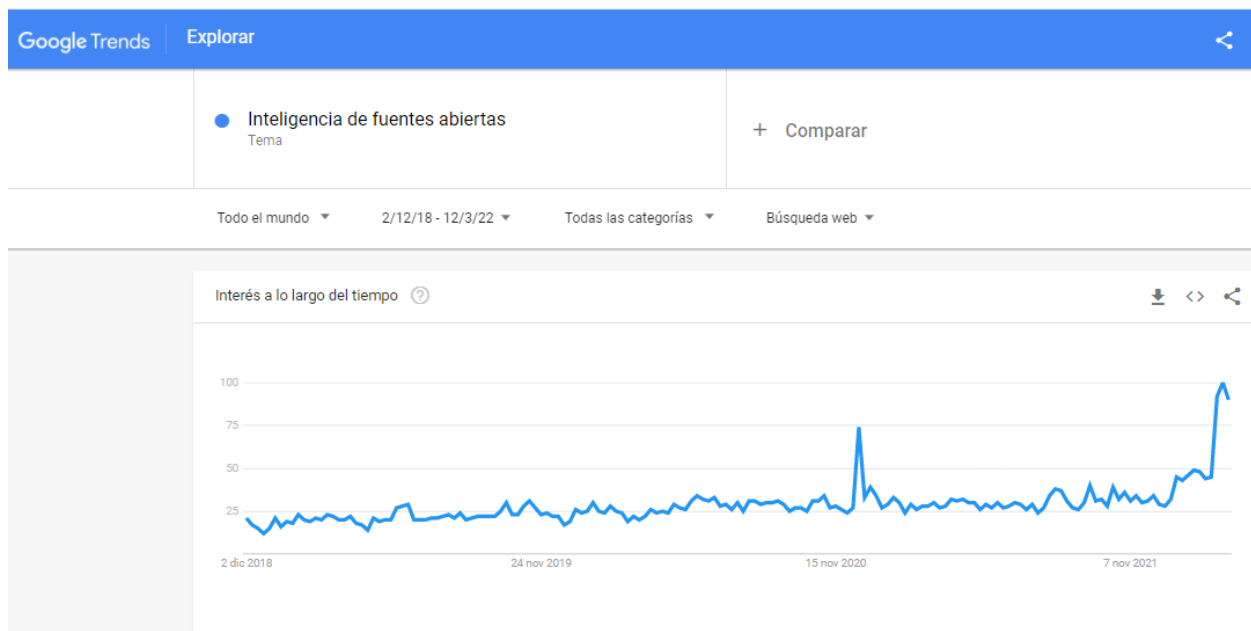 Google Trends Explorar
Inteligencia de fuentes abiertas
Tema
+ Comparar
Todo el mundo 2/12/18 - 12/3/22 Todas las categorías Búsqueda web
Interés a lo largo del tiempo ?
100
75
50
25
2 dic 2018 24 nov 2019 15 nov 2020 7 nov 2021